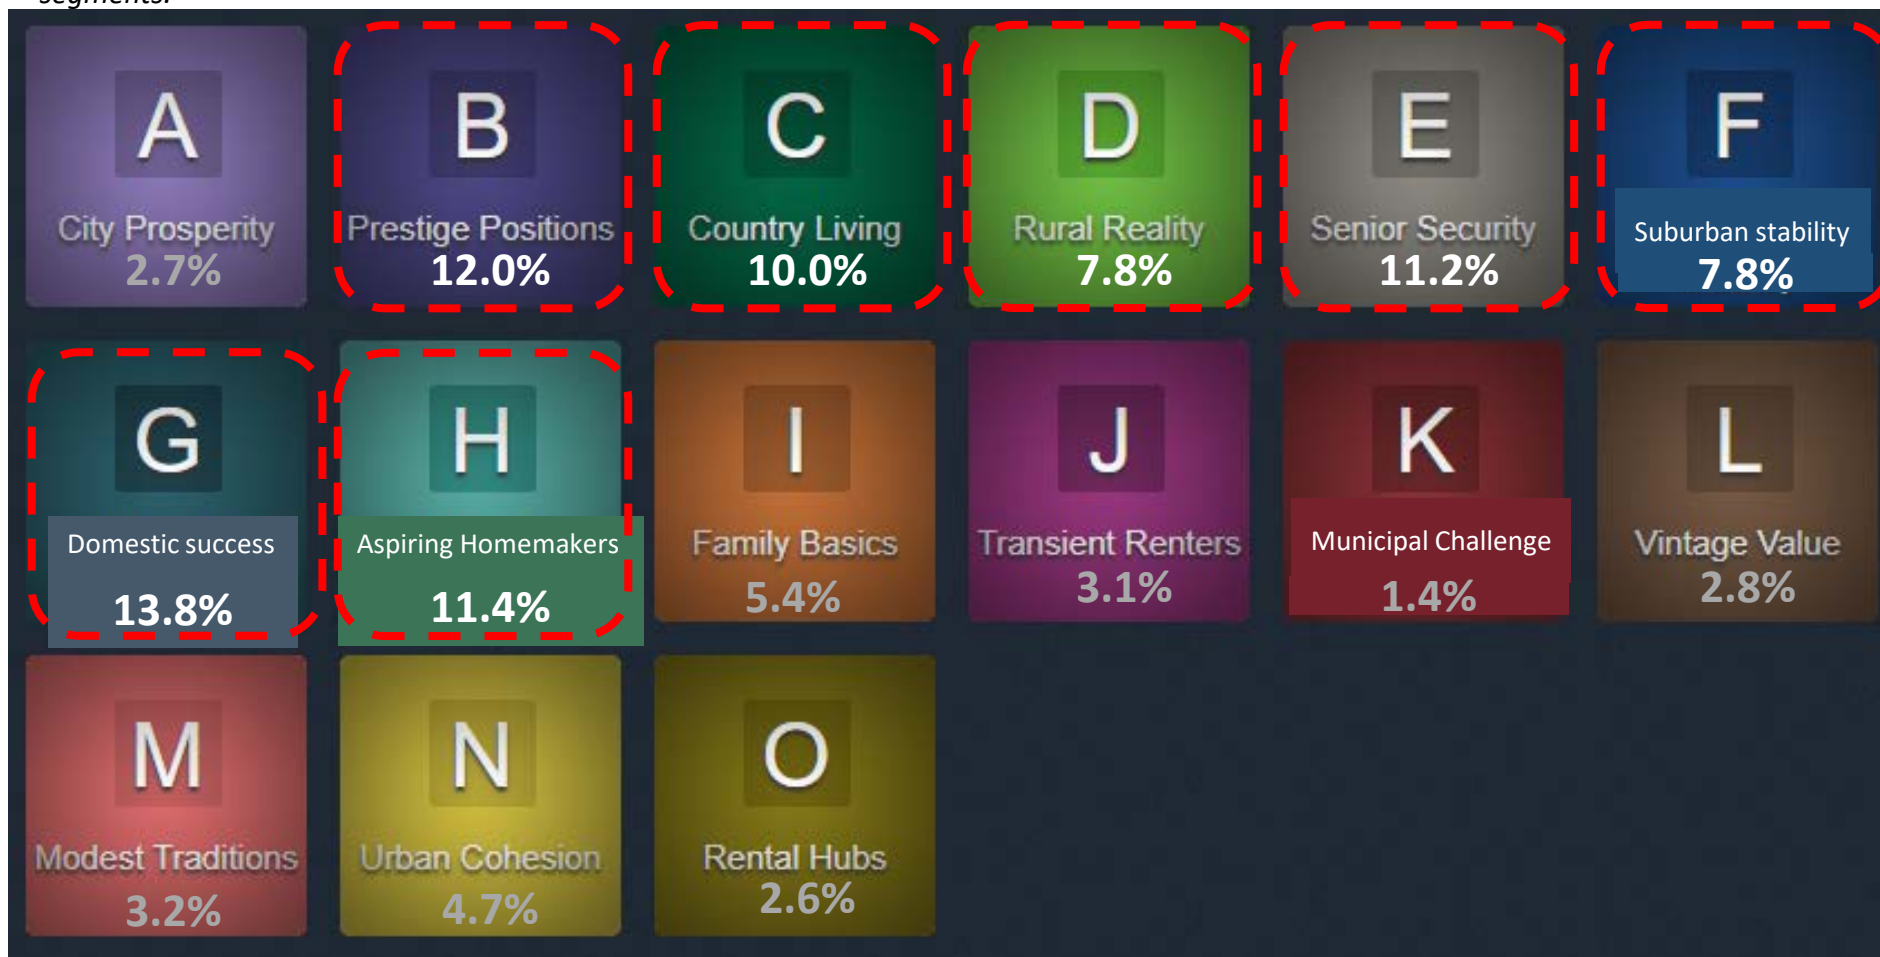 segments.
A
City Prosperity
2.7%
B
Prestige Positions
12.0%
C
Country Living
10.0%
D
Rural Reality
7.8%
E
Senior Security
11.2%
F
Suburban stability
7.8%
G
Domestic success
13.8%
H
Aspiring Homemakers
11.4%
I
Family Basics
5.4%
J
Transient Renters
3.1%
K
Municipal Challenge
1.4%
L
Vintage Value
2.8%
M
Modest Traditions
3.2%
N
Urban Cohesion
4.7%
O
Rental Hubs
2.6%